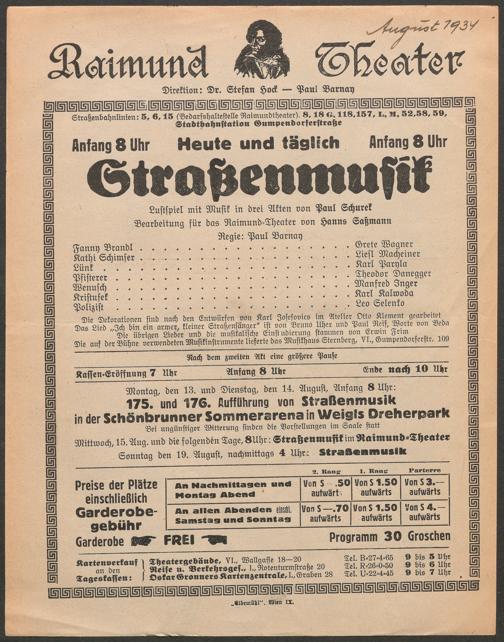 August 1934
Raimund Theater
Direktion: Dr. Stefan Hock — Paul Barnay
Straßenbahnlinien: 5, 6, 15 (Bedarfshaltestelle Raimundtheater). 8, 18 G, 118, 157, L, M, 52, 58, 59,
Stadtbahnstation Gumpendorferstraße
Anfang 8 Uhr Heute und täglich Anfang 8 Uhr
Straßenmusik
Lustspiel mit Musik in drei Akten von Paul Schurek
Bearbeitung für das Raimund-Theater von Hanns Saßmann
Regie: Paul Barnay
Fanny Brandl . . . . . Grete Wagner
Kathi Schimser . . . . . Liesl Macheiner
Lünk . . . . . Karl Paryla
Pfisterer . . . . . Theodor Danegger
Wenusch . . . . . Manfred Inger
Kristufek . . . . . Karl Kalwoda
Polizist . . . . . Leo Selenko
Die Dekorationen sind nach den Entwürfen von Karl Josefovics im Atelier Otto Klement gearbeitet
Das Lied „Ich bin ein armer, kleiner Straßensänger" ist von Bruno Uher und Paul Reif, Worte von Beda
Die übrigen Lieder und die musikalische Einstudierung stammen von Erwin Frim
Die auf der Bühne verwendeten Musikinstrumente lieferte das Musikhaus Sternberg, VI., Gumpendorferstr. 109
Nach dem zweiten Akt eine größere Pause
Kassen-Eröffnung 7 Uhr Anfang 8 Uhr Ende nach 10 Uhr
Montag, den 13. und Dienstag, den 14. August, Anfang 8 Uhr:
175. und 176. Aufführung von Straßenmusik
in der Schönbrunner Sommerarena in Weigls Dreherpark
Bei ungünstiger Witterung finden die Vorstellungen im Saale statt
Mittwoch, 15. Aug. und die folgenden Tage, 8 Uhr: Straßenmusik im Raimund-Theater
Sonntag den 19. August, nachmittags 4 Uhr: Straßenmusik
Preise der Plätze
einschließlich
Garderobe-
gebühr
2. Rang 1. Rang Parterre
An Nachmittagen und
Montag Abend
Von S —.50 aufwärts Von S 1.50 aufwärts Von S 3.— aufwärts
An allen Abenden einschl.
Samstag und Sonntag
Von S —.70 aufwärts Von S 1.50 aufwärts Von S 4.— aufwärts
Garderobe FREI Programm 30 Groschen
Kartenverkauf an den Tageskassen:
Theatergebäude, VI., Wallgasse 18—20 Tel. B-27-4-65 9 bis 5 Uhr
Reise u. Verkehrsges., I., Rotenturmstraße 20 Tel. R-26-0-50 9 bis 6 Uhr
Oskar Gronners Kartenzentrale, I., Graben 28 Tel. U-22-4-45 9 bis 7 Uhr
„Elbemühl", Wien IX.